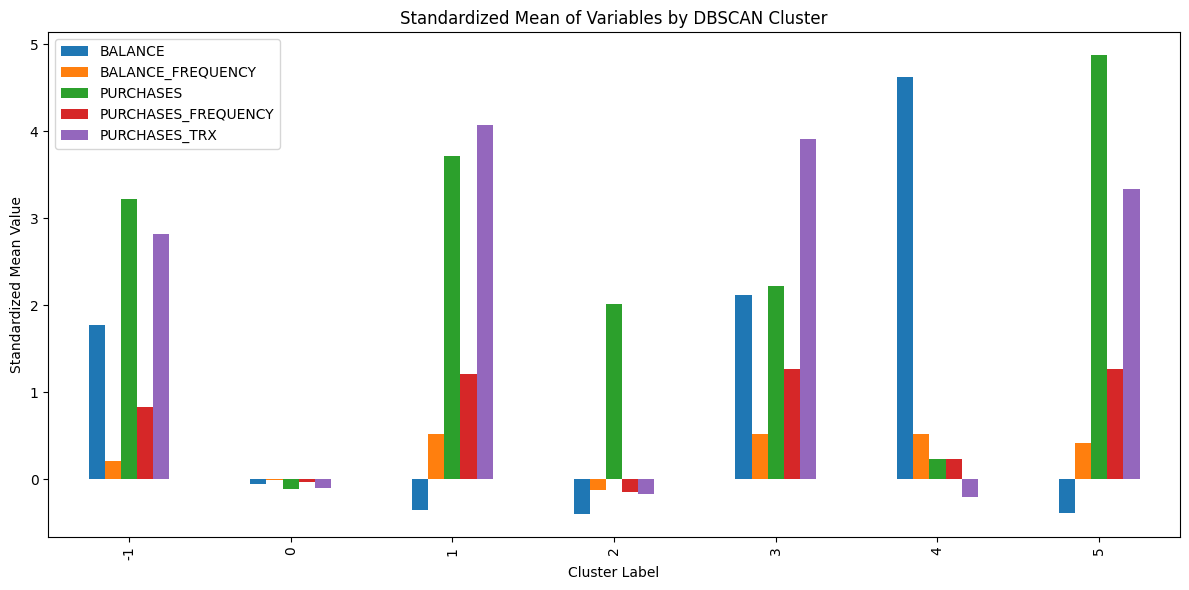 Standardized Mean of Variables by DBSCAN Cluster
BALANCE
BALANCE_FREQUENCY
PURCHASES
PURCHASES_FREQUENCY
PURCHASES_TRX
Standardized Mean Value
5
4
3
2
1
0
-1
0
1
2
3
4
5
Cluster Label